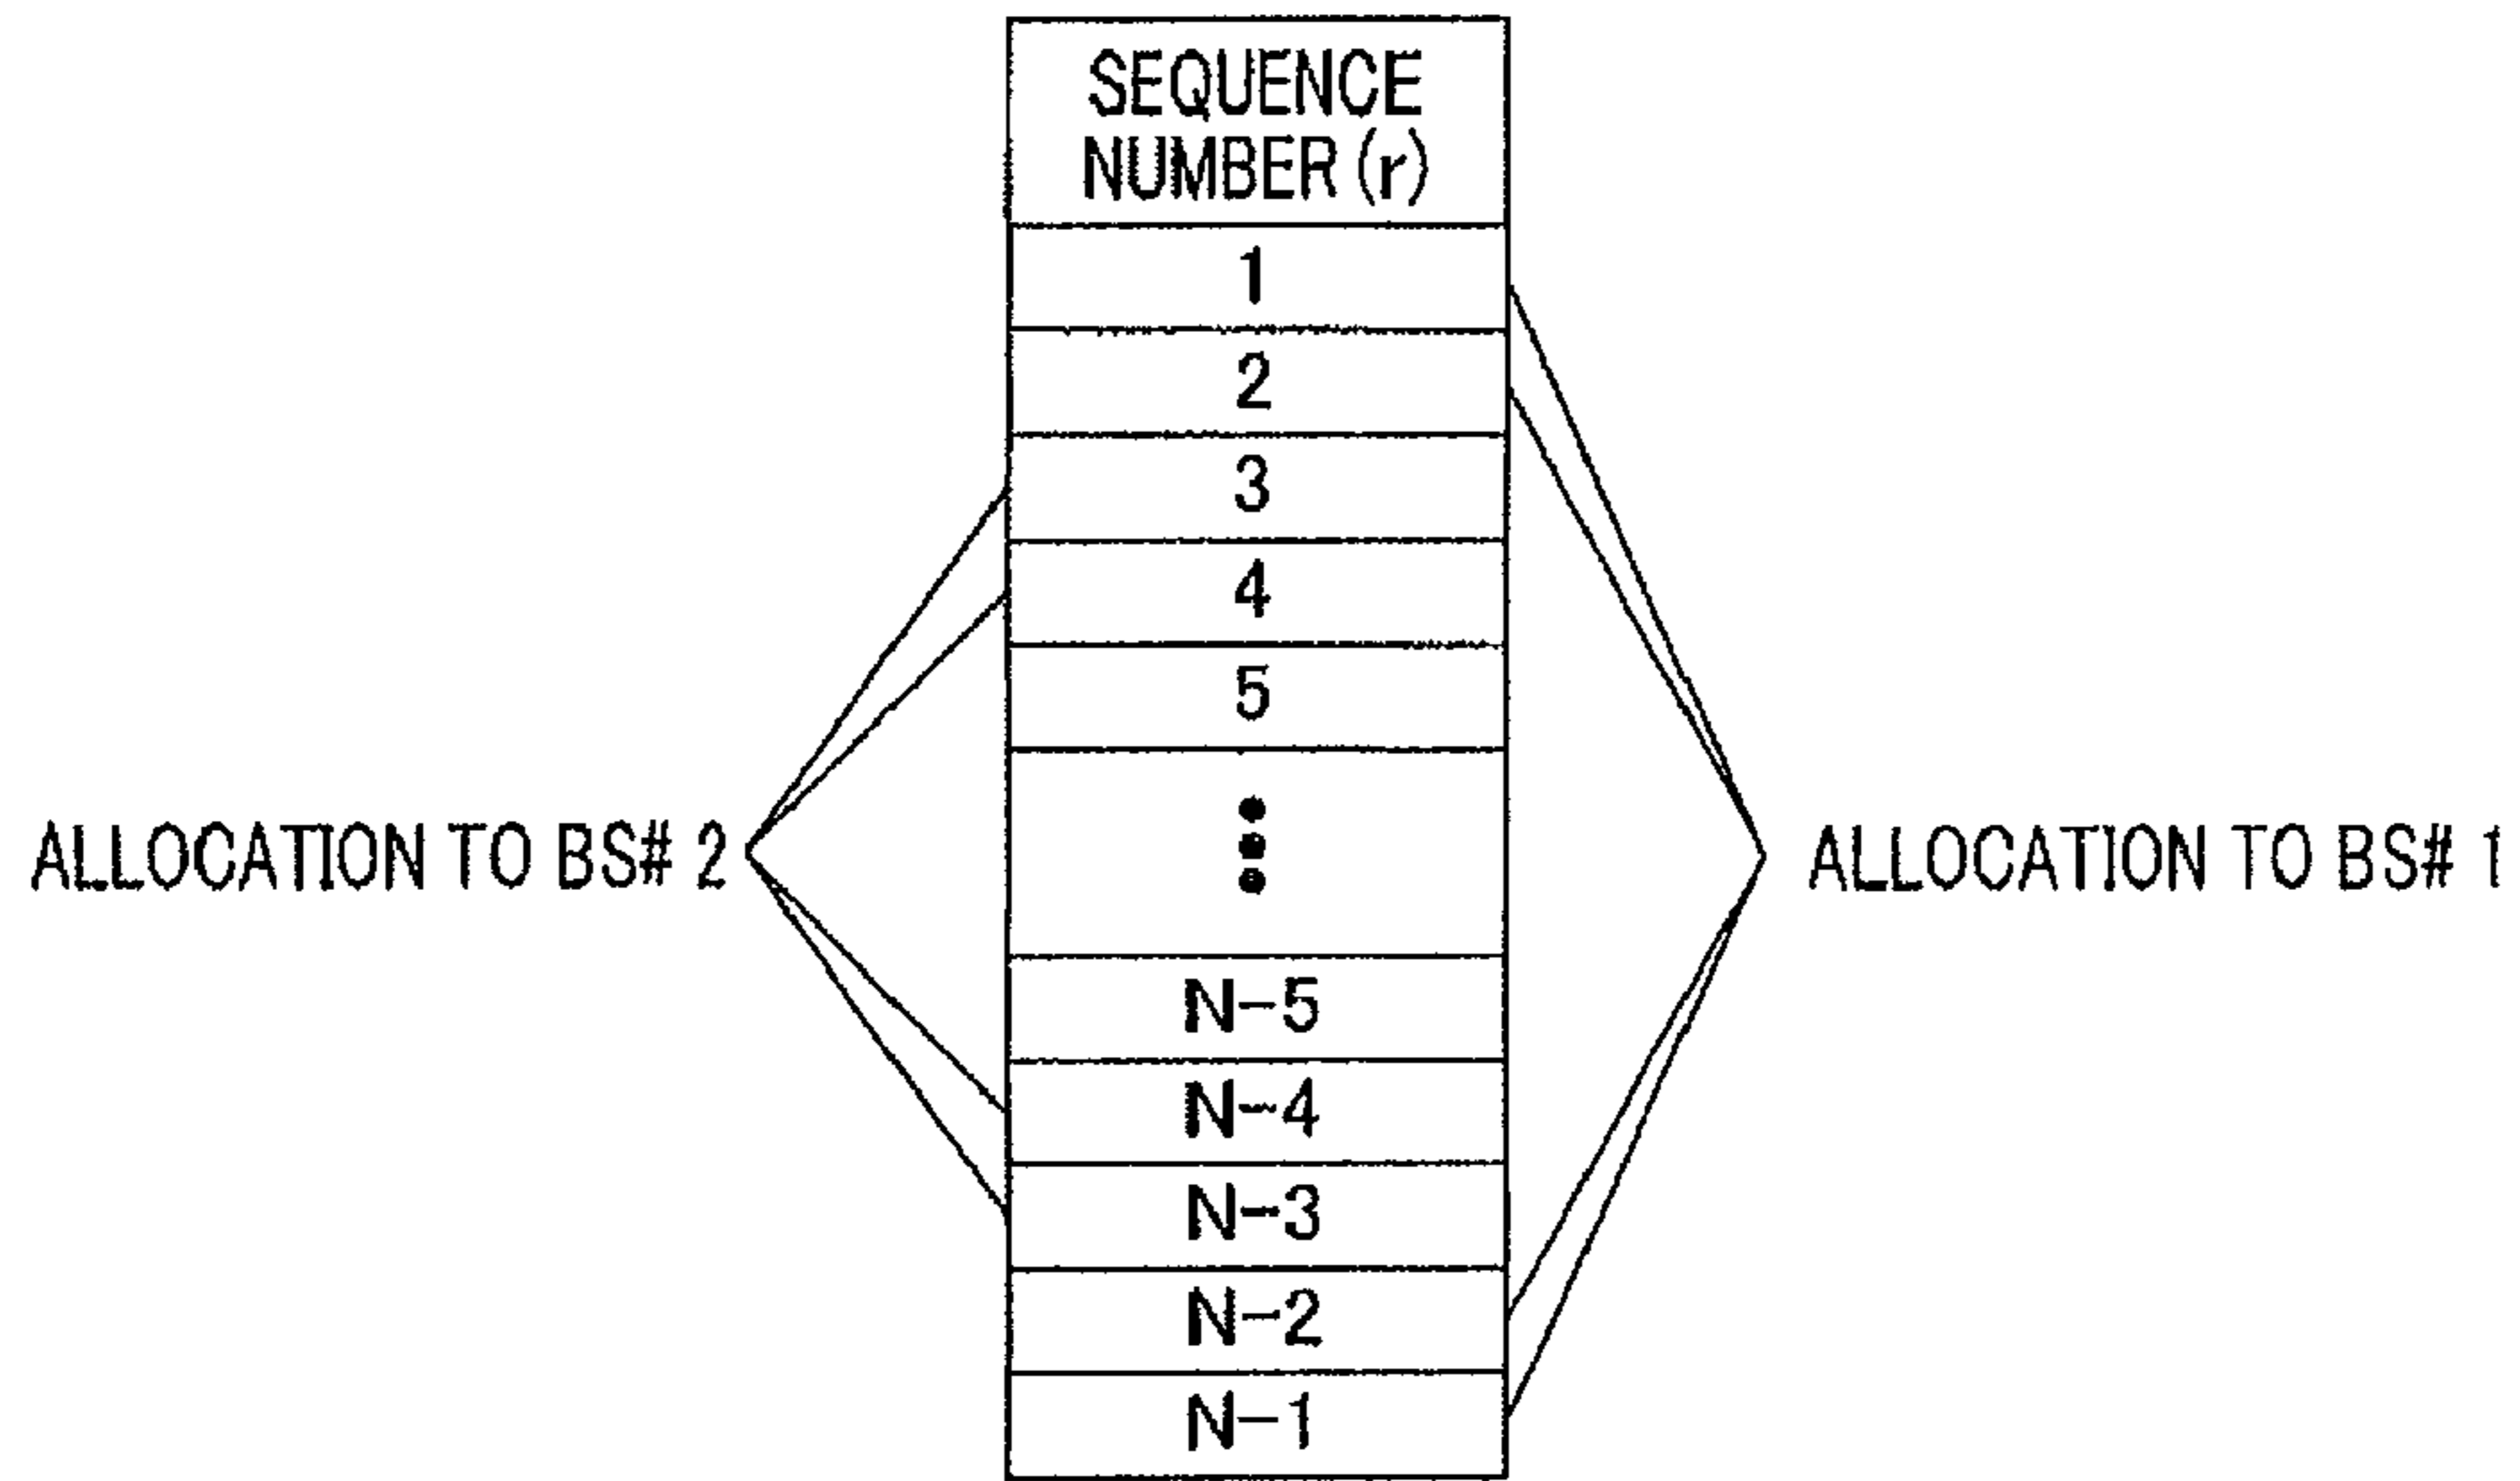 SEQUENCE
NUMBER (r)
1
2
3
4
5
N-5
N-4
N-3
N-2
N-1
ALLOCATION TO BS# 2
ALLOCATION TO BS# 1